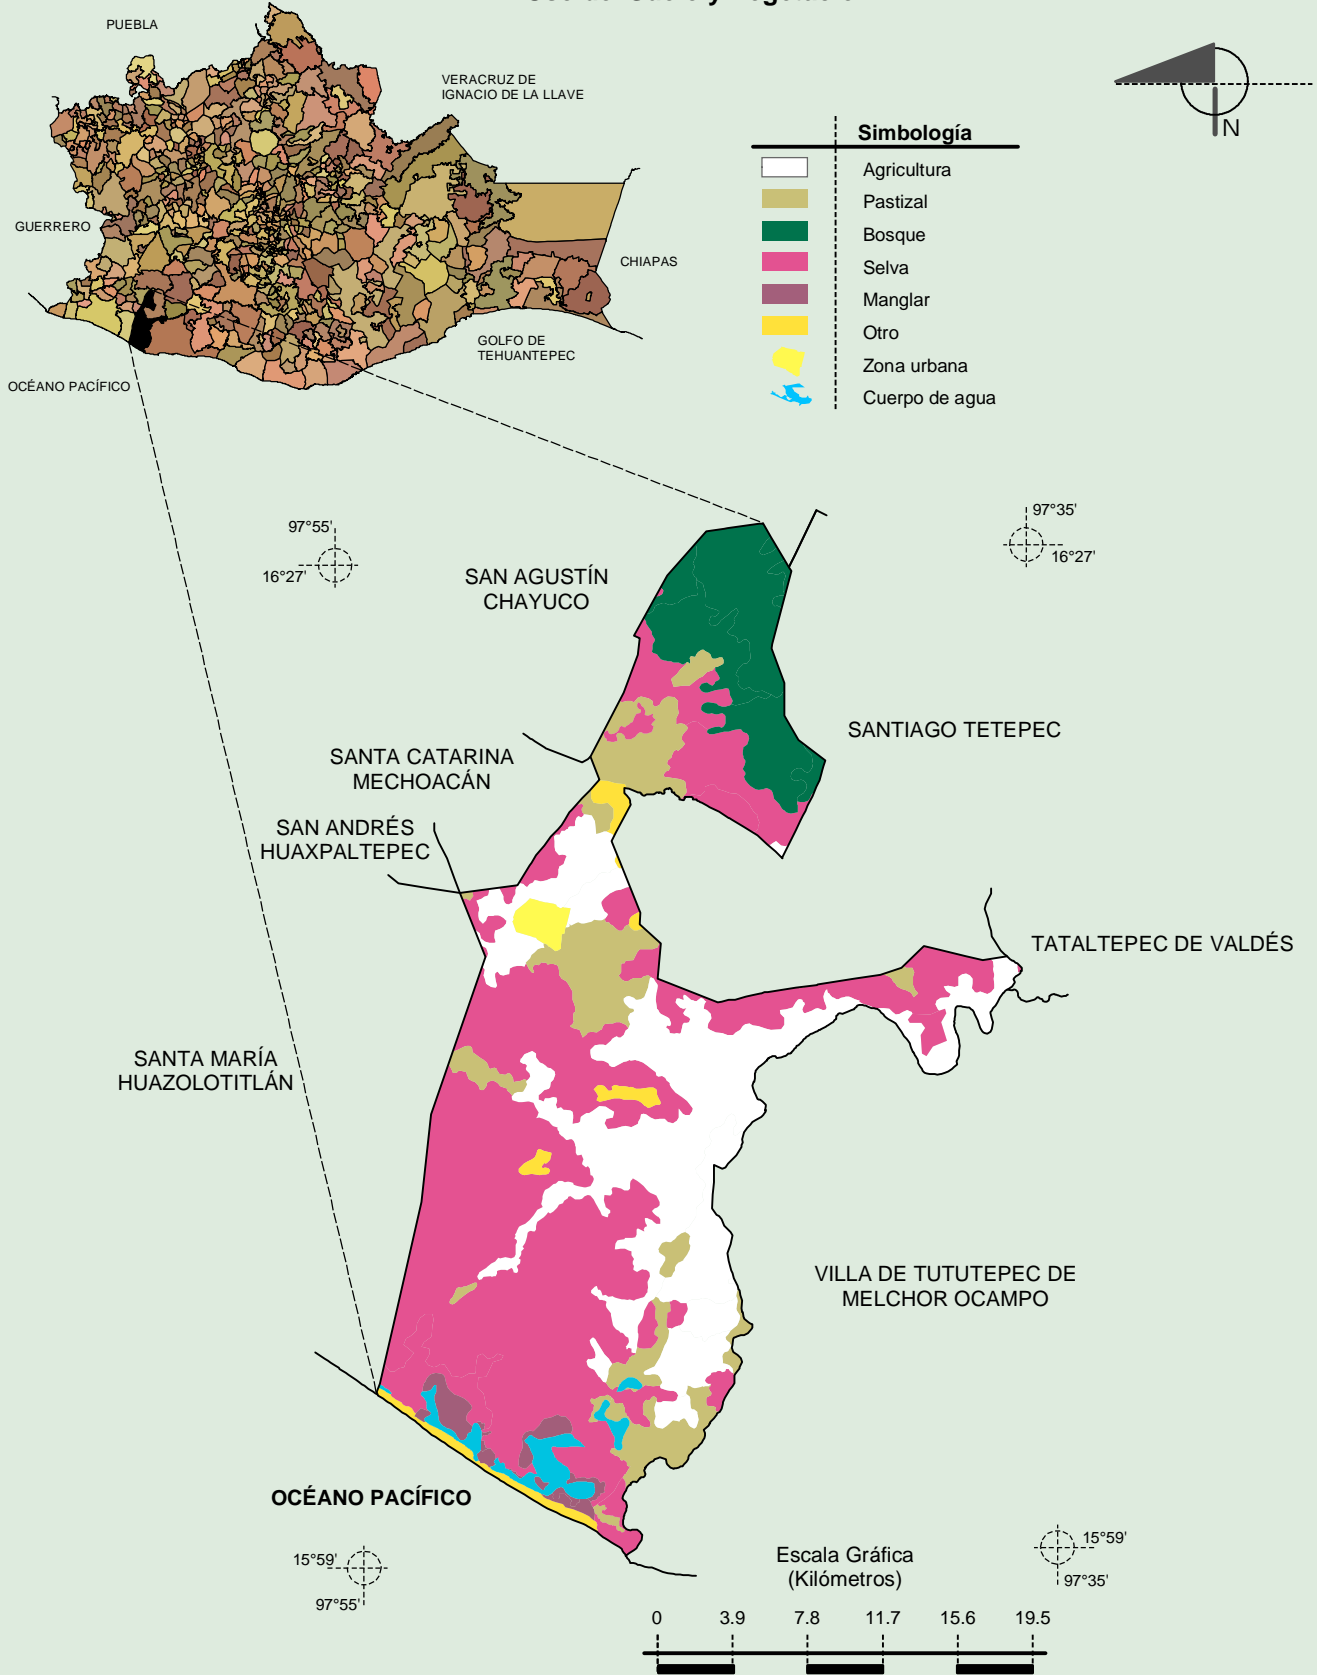 PUEBLA
VERACRUZ DE
IGNACIO DE LA LLAVE
GUERRERO
CHIAPAS
GOLFO DE
TEHUANTEPEC
OCÉANO PACÍFICO
N
Simbología
Agricultura
Pastizal
Bosque
Selva
Manglar
Otro
Zona urbana
Cuerpo de agua
97°55'
16°27'
97°35'
16°27'
SAN AGUSTÍN
CHAYUCO
SANTIAGO TETEPEC
SANTA CATARINA
MECHOACÁN
SAN ANDRÉS
HUAXPALTEPEC
TATALTEPEC DE VALDÉS
SANTA MARÍA
HUAZOLOTITLÁN
VILLA DE TUTUTEPEC DE
MELCHOR OCAMPO
OCÉANO PACÍFICO
15°59'
97°55'
15°59'
97°35'
Escala Gráfica
(Kilómetros)
0 3.9 7.8 11.7 15.6 19.5